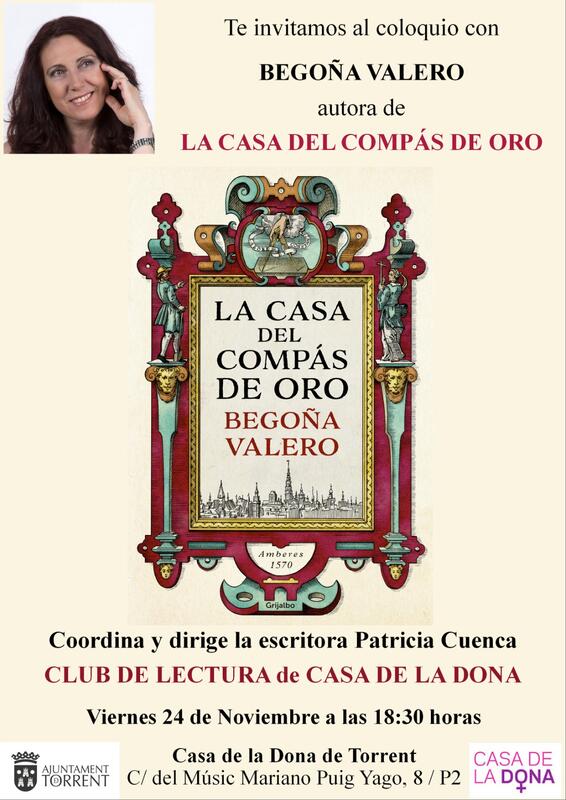 Te invitamos al coloquio con
BEGOÑA VALERO
autora de
LA CASA DEL COMPÁS DE ORO
LA CASA
DEL
COMPÁS
DE ORO
BEGOÑA
VALERO
Amberes
1570
Grijalbo
Coordina y dirige la escritora Patricia Cuenca
CLUB DE LECTURA de CASA DE LA DONA
Viernes 24 de Noviembre a las 18:30 horas
Casa de la Dona de Torrent
C/ del Músic Mariano Puig Yago, 8 / P2
AJUNTAMENT
TORRENT
CASA DE
LA DONA